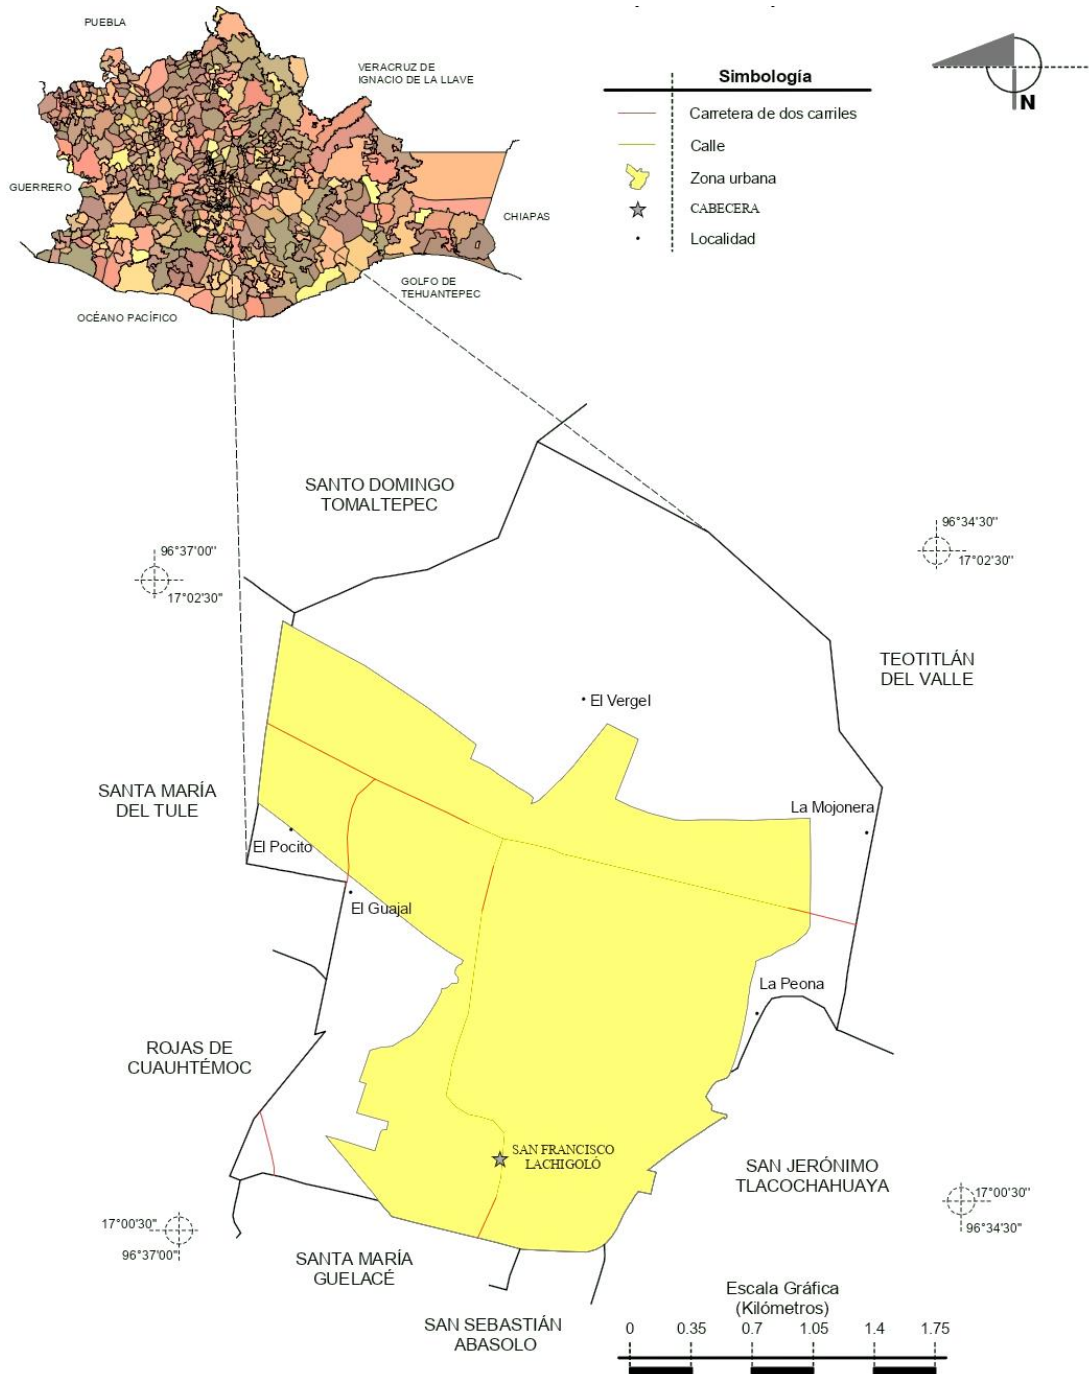 PUEBLA
VERACRUZ DE
IGNACIO DE LA LLAVE
GUERRERO
CHIAPAS
GOLFO DE
TEHUANTEPEC
OCÉANO PACÍFICO
Simbología
Carretera de dos carriles
Calle
Zona urbana
CABECERA
Localidad
N
SANTO DOMINGO
TOMALTEPEC
96°37'00''
17°02'30"
96°34'30''
17°02'30''
TEOTITLÁN
DEL VALLE
El Vergel
SANTA MARÍA
DEL TULE
La Mojonera
El Pocito
El Guajal
La Peona
ROJAS DE
CUAUHTÉMOC
SAN FRANCISCO
LACHIGOLÓ
SAN JERÓNIMO
TLACOCHAHUAYA
17°00'30''
96°34'30''
17°00'30"
96°37'00''
SANTA MARÍA
GUELACÉ
SAN SEBASTIÁN
ABASOLO
Escala Gráfica
(Kilómetros)
0 0.35 0.7 1.05 1.4 1.75